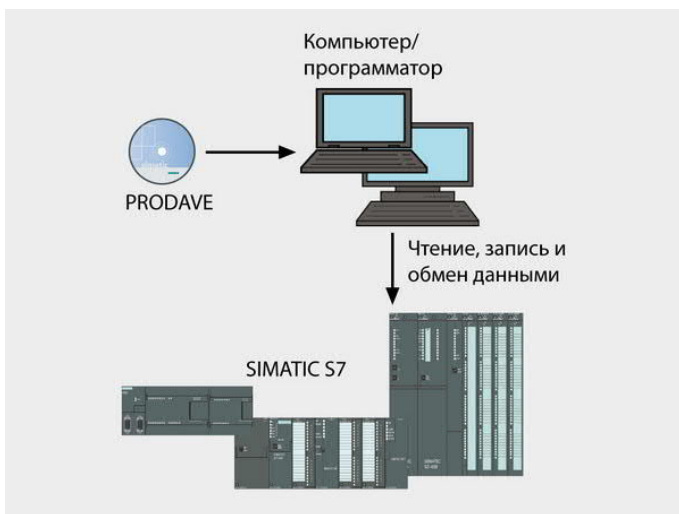 Компьютер/
программатор
PRODAVE
Чтение, запись и
обмен данными
SIMATIC S7